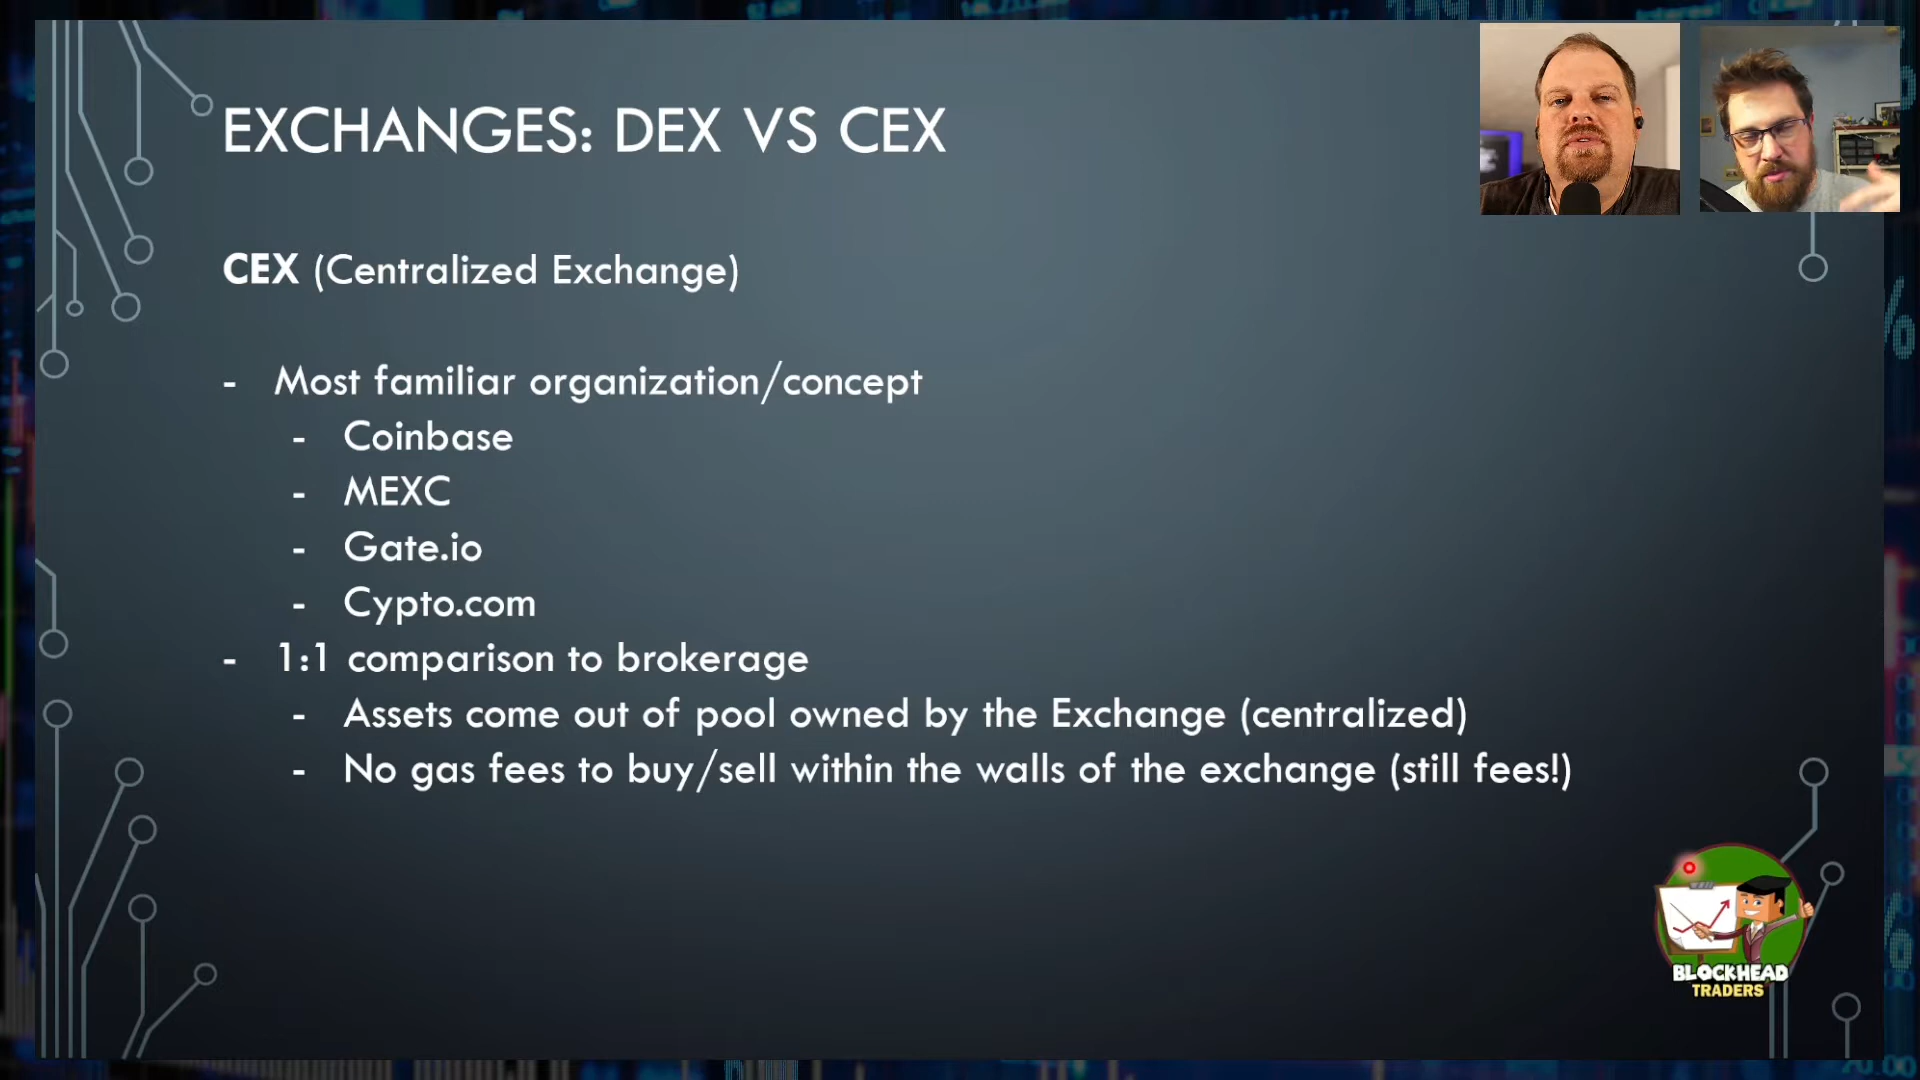 EXCHANGES: DEX VS CEX
CEX (Centralized Exchange)
- Most familiar organization/concept
- Coinbase
- MEXC
- Gate.io
- Cypto.com
- 1:1 comparison to brokerage
- Assets come out of pool owned by the Exchange (centralized)
- No gas fees to buy/sell within the walls of the exchange (still fees!)
BLOCKHEAD
TRADERS